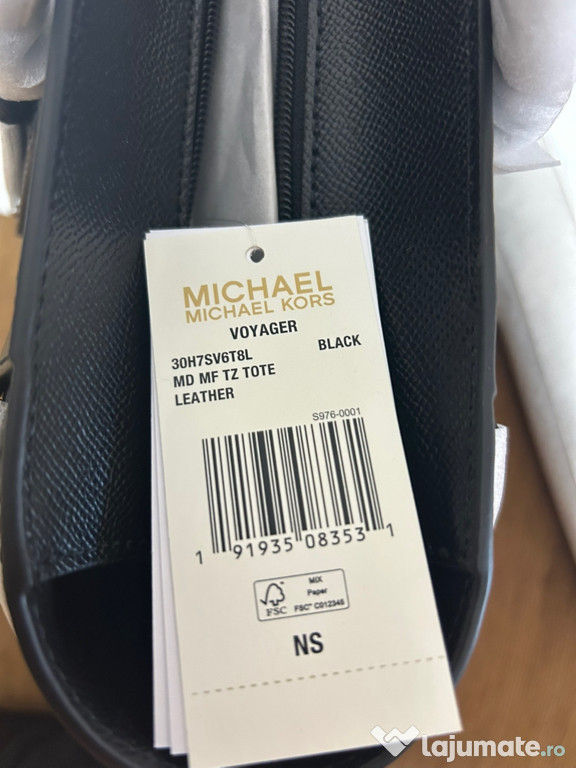 MICHAEL
MICHAEL KORS
VOYAGER
30H7SV6T8L BLACK
MD MF TZ TOTE
LEATHER
S976-0001
1 91935 08353 1
FSC
MIX
Paper
FSC® C012345
NS
lajumate.ro